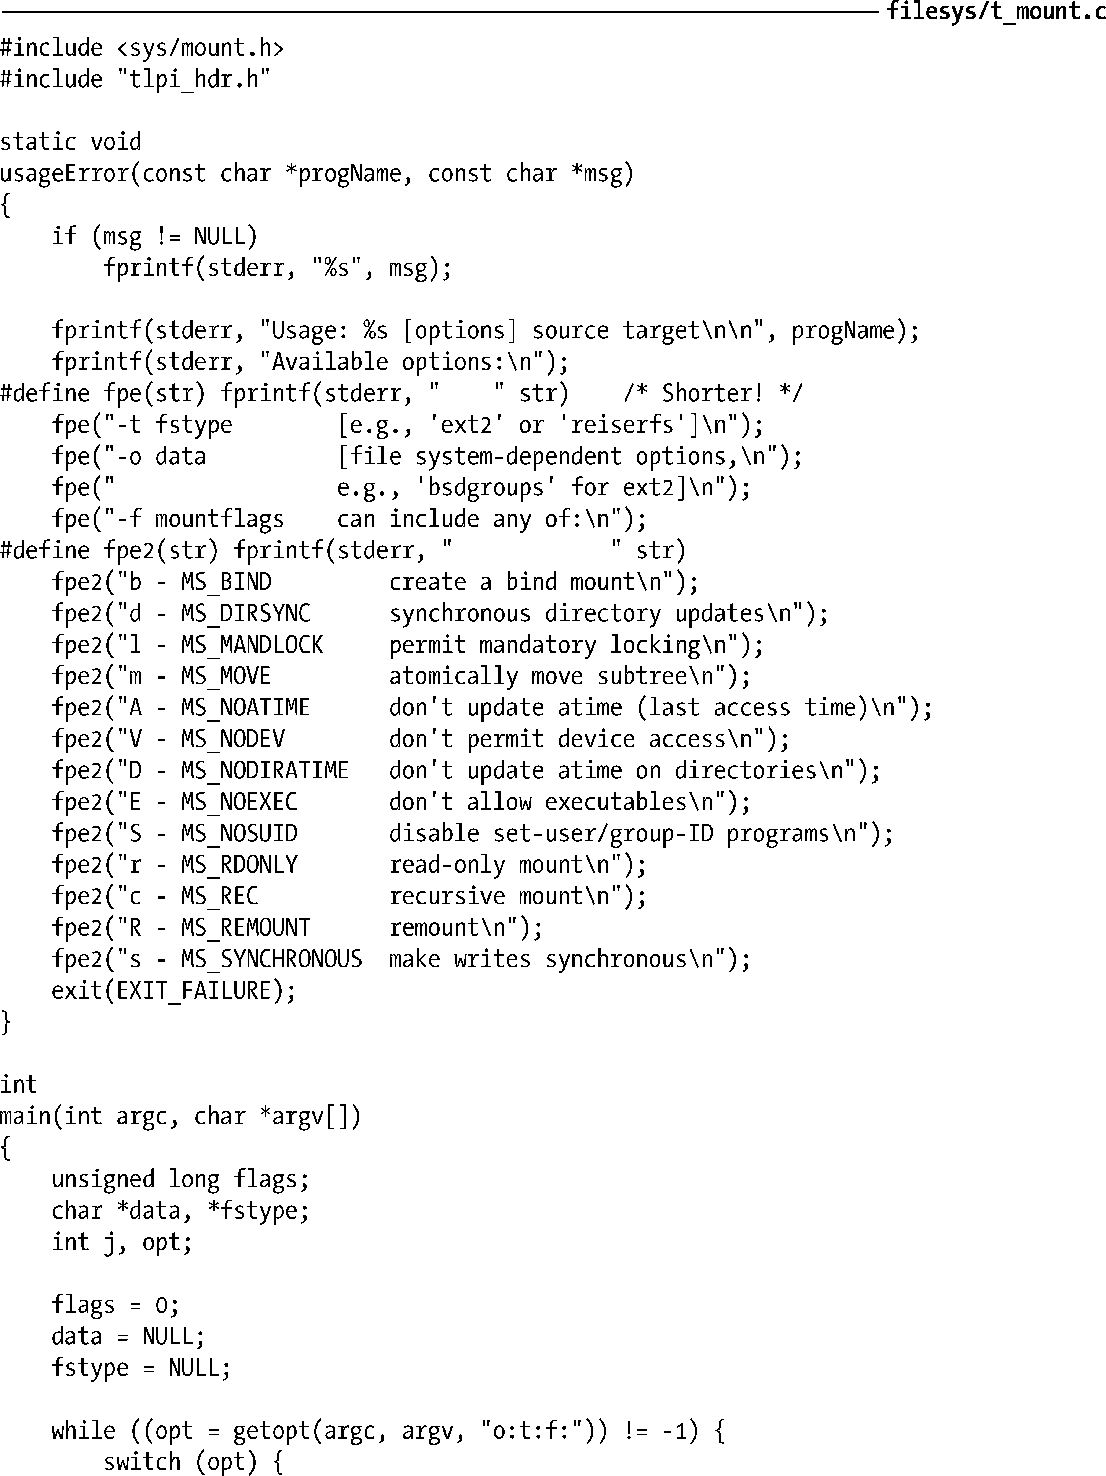 filesys/t_mount.c
#include <sys/mount.h>
#include "tlpi_hdr.h"

static void
usageError(const char *progName, const char *msg)
{
    if (msg != NULL)
        fprintf(stderr, "%s", msg);

    fprintf(stderr, "Usage: %s [options] source target\n\n", progName);
    fprintf(stderr, "Available options:\n");
#define fpe(str) fprintf(stderr, "    " str)    /* Shorter! */
    fpe("-t fstype        [e.g., 'ext2' or 'reiserfs']\n");
    fpe("-o data          [file system-dependent options,\n");
    fpe("                 e.g., 'bsdgroups' for ext2]\n");
    fpe("-f mountflags    can include any of:\n");
#define fpe2(str) fprintf(stderr, "            " str)
    fpe2("b - MS_BIND         create a bind mount\n");
    fpe2("d - MS_DIRSYNC      synchronous directory updates\n");
    fpe2("l - MS_MANDLOCK     permit mandatory locking\n");
    fpe2("m - MS_MOVE         atomically move subtree\n");
    fpe2("A - MS_NOATIME      don't update atime (last access time)\n");
    fpe2("V - MS_NODEV        don't permit device access\n");
    fpe2("D - MS_NODIRATIME   don't update atime on directories\n");
    fpe2("E - MS_NOEXEC       don't allow executables\n");
    fpe2("S - MS_NOSUID       disable set-user/group-ID programs\n");
    fpe2("r - MS_RDONLY       read-only mount\n");
    fpe2("c - MS_REC          recursive mount\n");
    fpe2("R - MS_REMOUNT      remount\n");
    fpe2("s - MS_SYNCHRONOUS  make writes synchronous\n");
    exit(EXIT_FAILURE);
}

int
main(int argc, char *argv[])
{
    unsigned long flags;
    char *data, *fstype;
    int j, opt;

    flags = 0;
    data = NULL;
    fstype = NULL;

    while ((opt = getopt(argc, argv, "o:t:f:")) != -1) {
        switch (opt) {